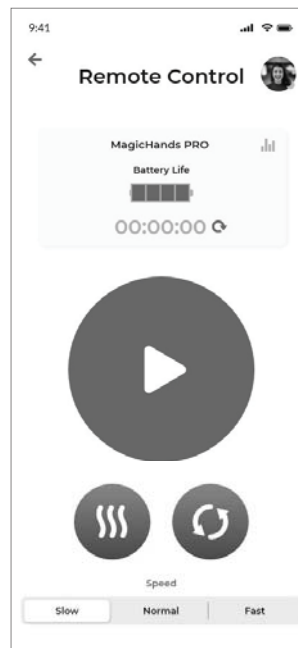 9:41
Remote Control
MagicHands PRO
Battery Life
00:00:00
Speed
Slow Normal Fast